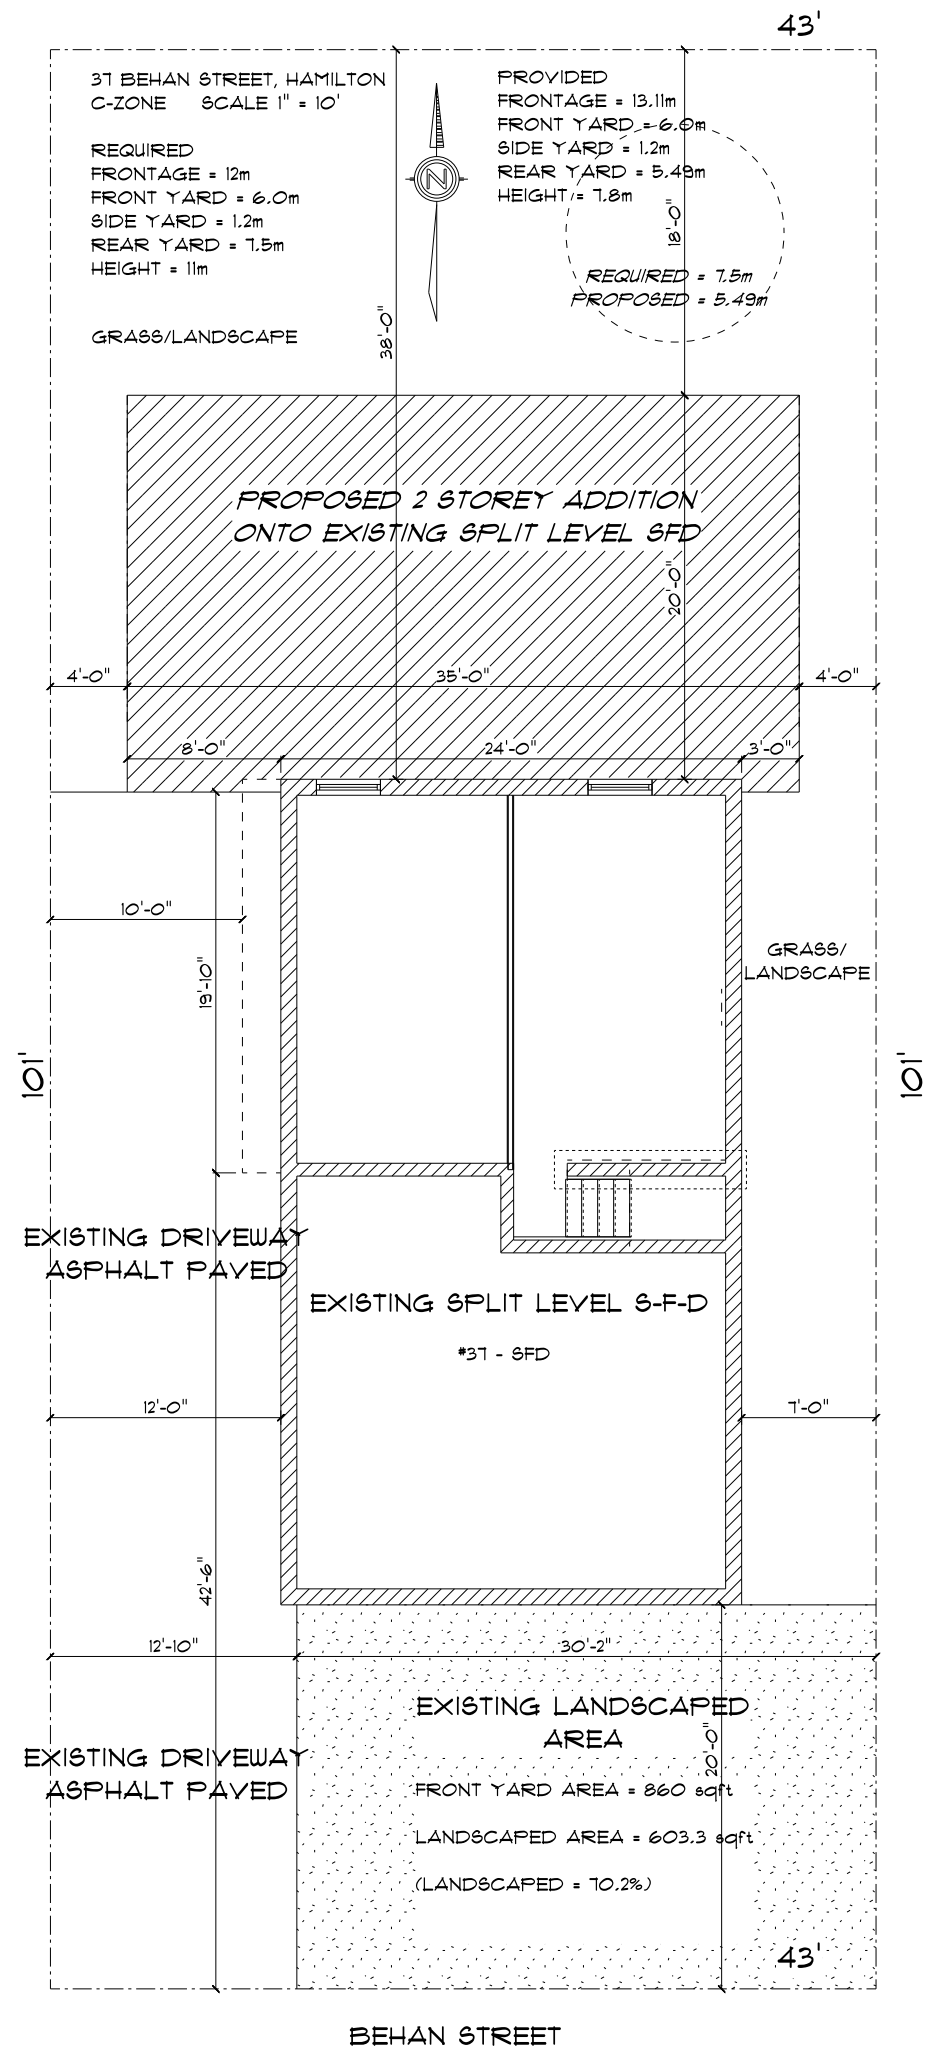 43'
37 BEHAN STREET, HAMILTON
C-ZONE SCALE 1" = 10'
REQUIRED
FRONTAGE = 12m
FRONT YARD = 6.0m
SIDE YARD = 1.2m
REAR YARD = 7.5m
HEIGHT = 11m
GRASS/LANDSCAPE
N
PROVIDED
FRONTAGE = 13.11m
FRONT YARD = 6.0m
SIDE YARD = 1.2m
REAR YARD = 5.49m
HEIGHT = 7.8m
18'-0"
REQUIRED = 7.5m
PROPOSED = 5.49m
38'-0"
PROPOSED 2 STOREY ADDITION
ONTO EXISTING SPLIT LEVEL SFD
20'-0"
4'-0"
35'-0"
4'-0"
8'-0"
24'-0"
3'-0"
10'-0"
19'-10"
GRASS/
LANDSCAPE
101'
101'
EXISTING DRIVEWAY
ASPHALT PAVED
EXISTING SPLIT LEVEL S-F-D
#37 - SFD
12'-0"
7'-0"
42'-6"
12'-10"
30'-2"
EXISTING LANDSCAPED
AREA
20'-0"
EXISTING DRIVEWAY
ASPHALT PAVED
FRONT YARD AREA = 860 sqft
LANDSCAPED AREA = 603.3 sqft
(LANDSCAPED = 70.2%)
43'
BEHAN STREET